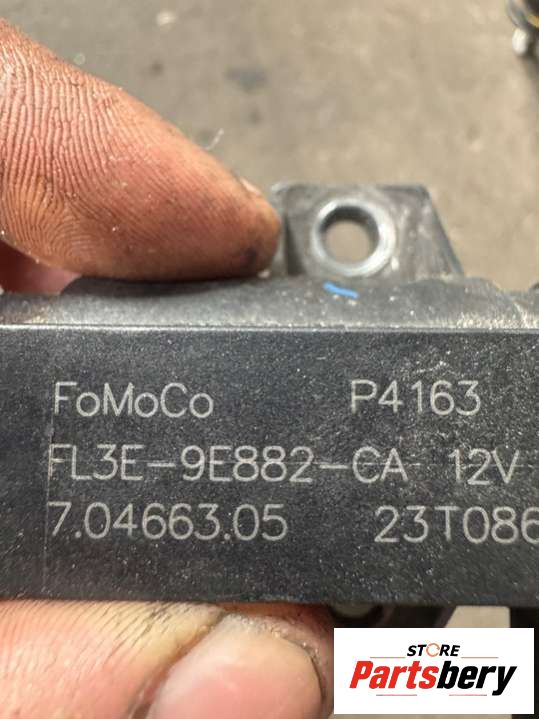 FoMoCo P4163
FL3E-9E882-CA 12V
7.04663.05 23T086
STORE
Partsbery